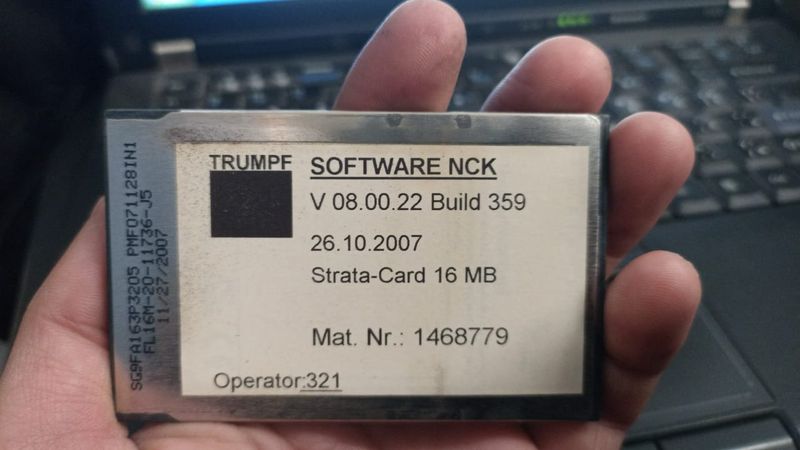 TRUMPF
SOFTWARE NCK
V 08.00.22 Build 359
26.10.2007
Strata-Card 16 MB
Mat. Nr.: 1468779
Operator:321
SG9FA163P3205 PMF071128IN1
FL16M-20-11736-J5
11/27/2007